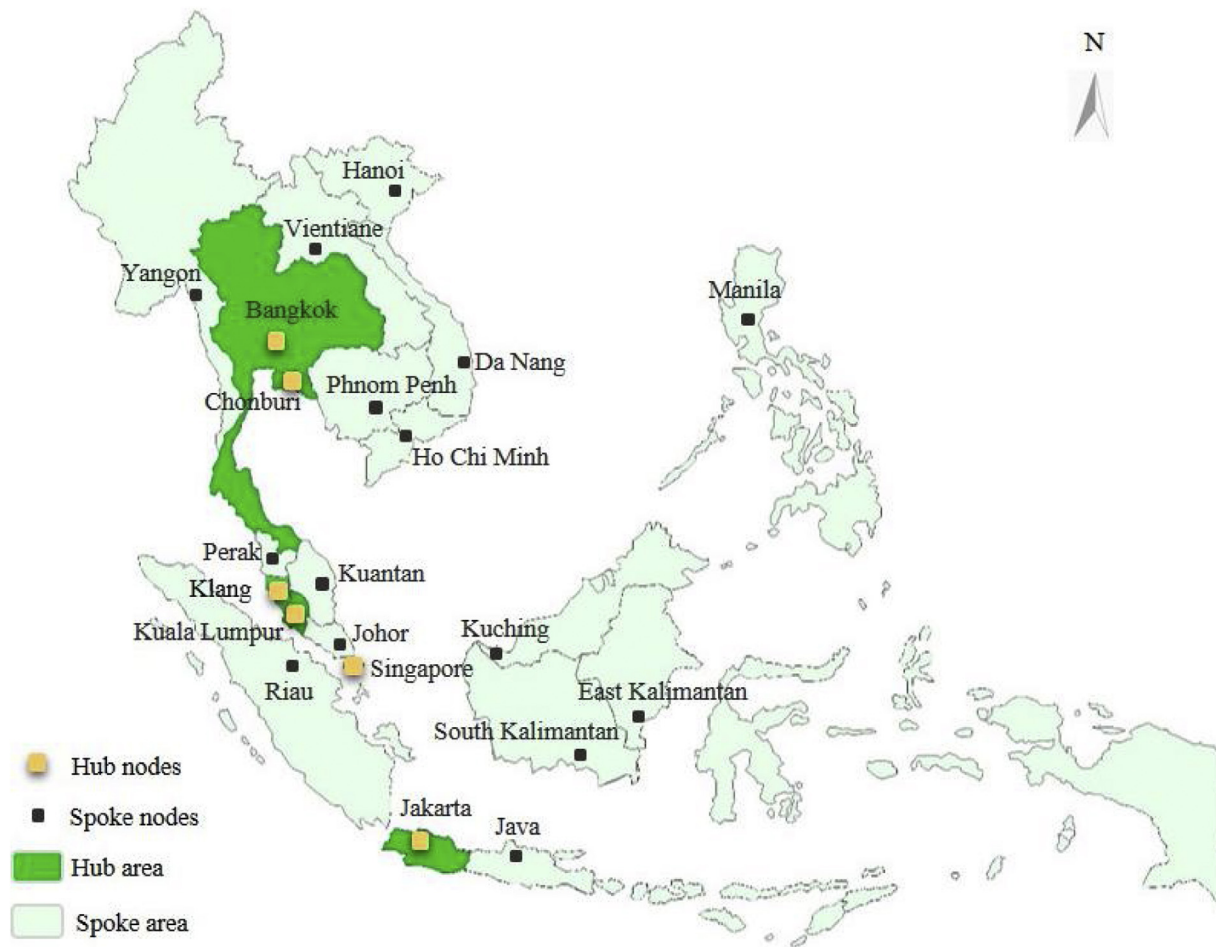 N
Hanoi
Vientiane
Yangon
Manila
Bangkok
Da Nang
Phnom Penh
Chonburi
Ho Chi Minh
Perak
Kuantan
Klang
Kuala Lumpur
Johor
Kuching
Singapore
Riau
East Kalimantan
South Kalimantan
Hub nodes
Jakarta
Spoke nodes
Java
Hub area
Spoke area